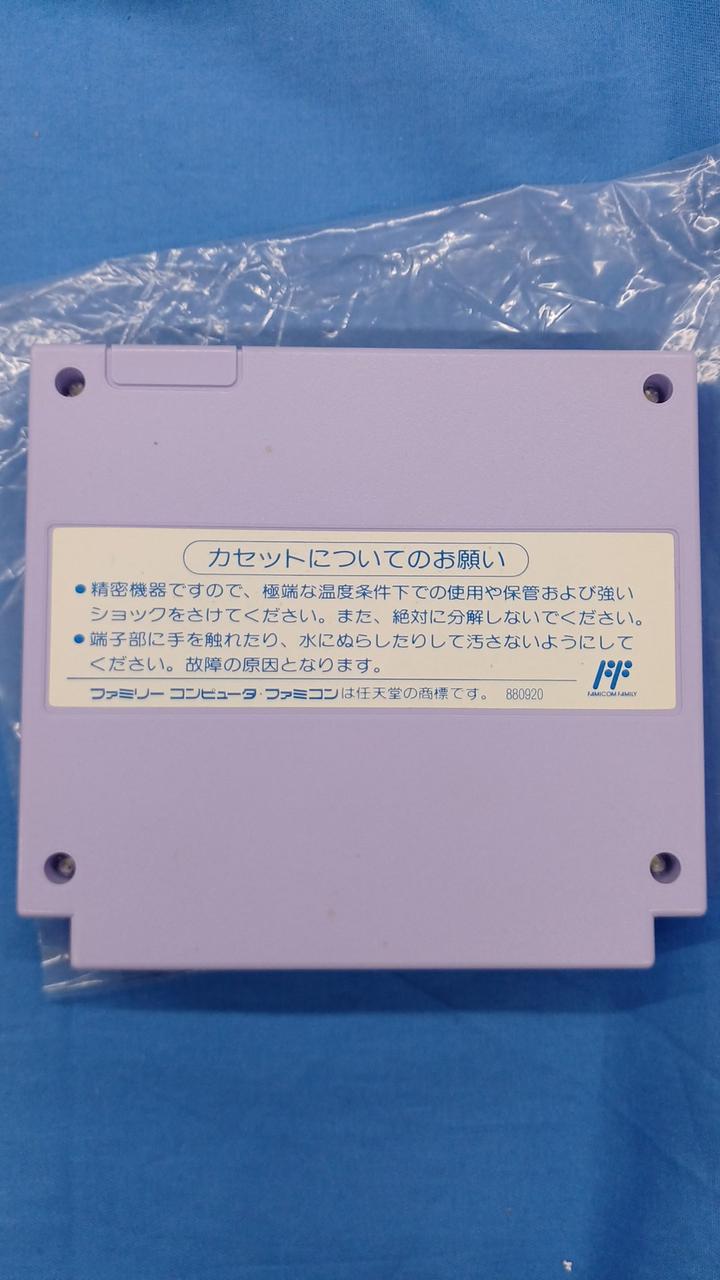 カセットについてのお願い
●精密機器ですので、極端な温度条件下での使用や保管および強い
ショックをさけてください。また、絶対に分解しないでください。
●端子部に手を触れたり、水にぬらしたりして汚さないようにして
ください。故障の原因となります。
ファミリー コンピュータ・ファミコンは任天堂の商標です。 880920
FAMICOM FAMILY